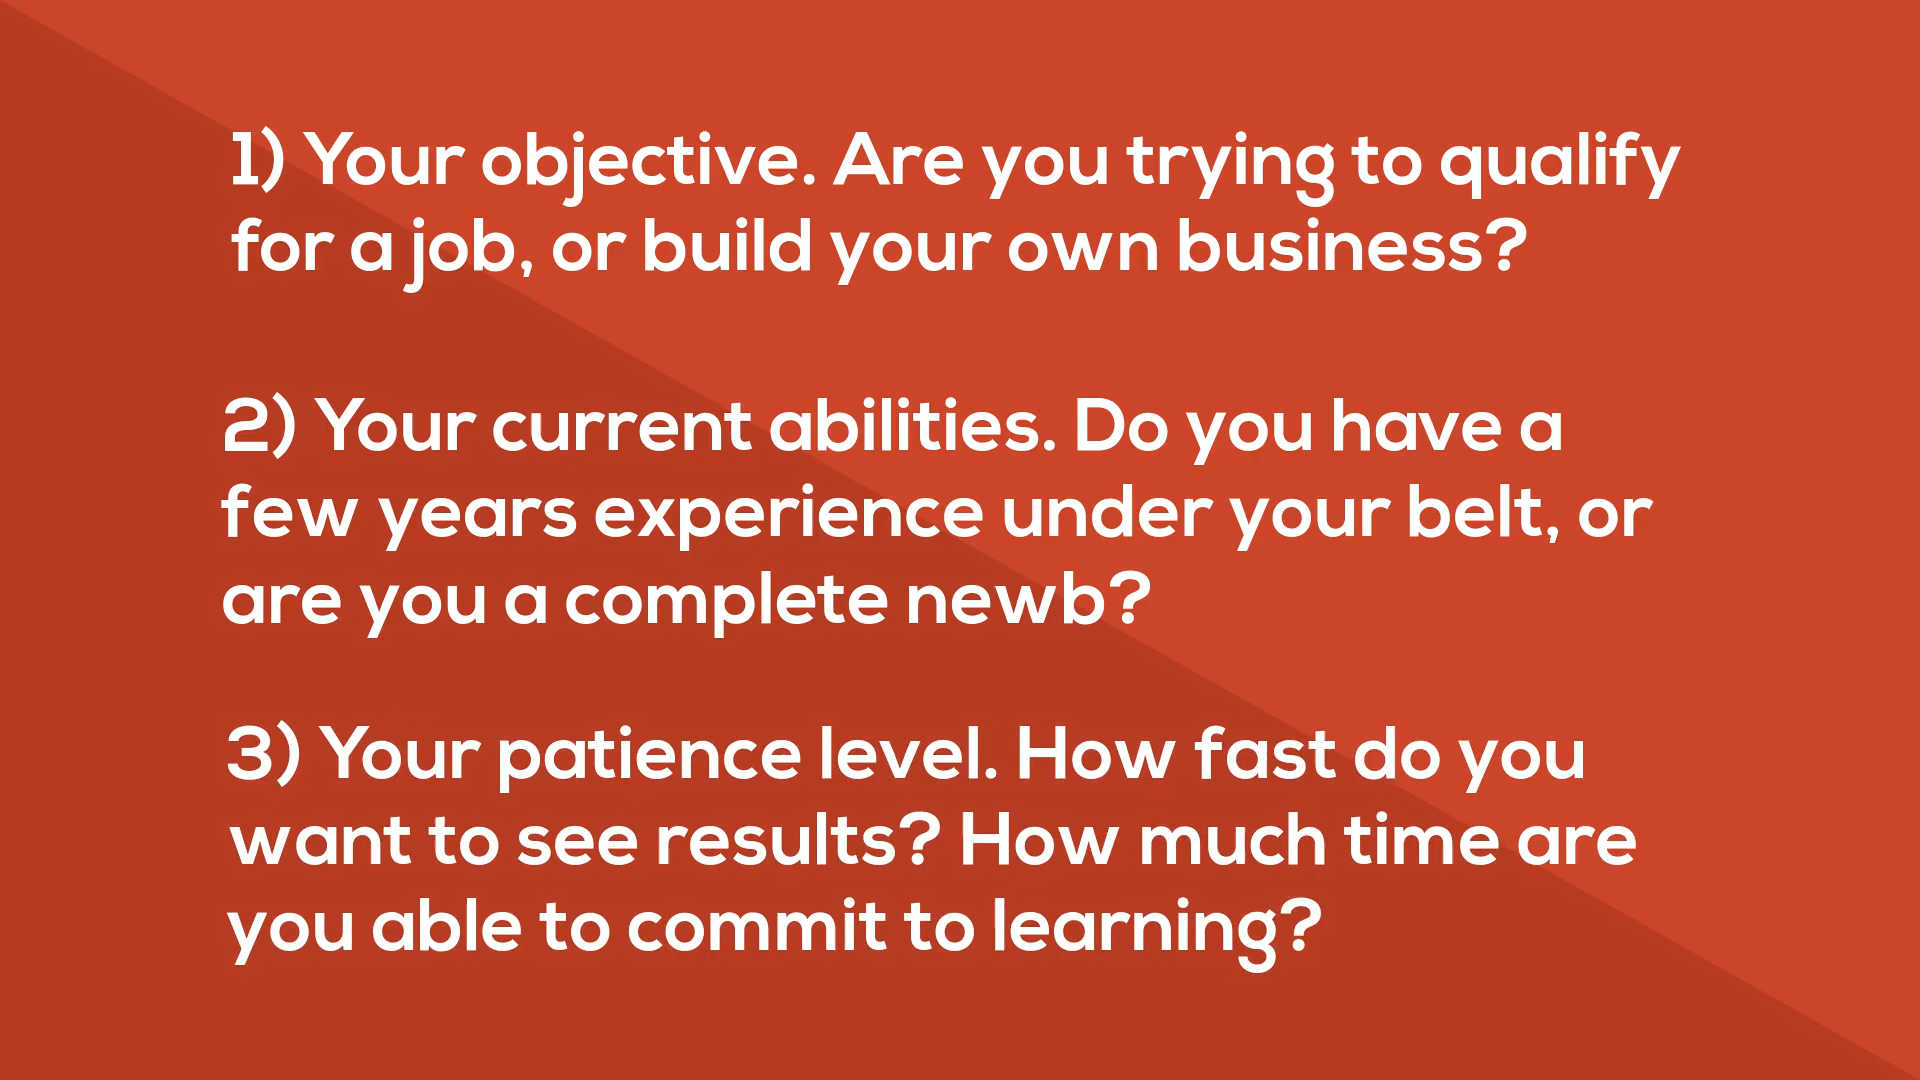 1) Your objective. Are you trying to qualify
for a job, or build your own business?
2) Your current abilities. Do you have a
few years experience under your belt, or
are you a complete newb?
3) Your patience level. How fast do you
want to see results? How much time are
you able to commit to learning?